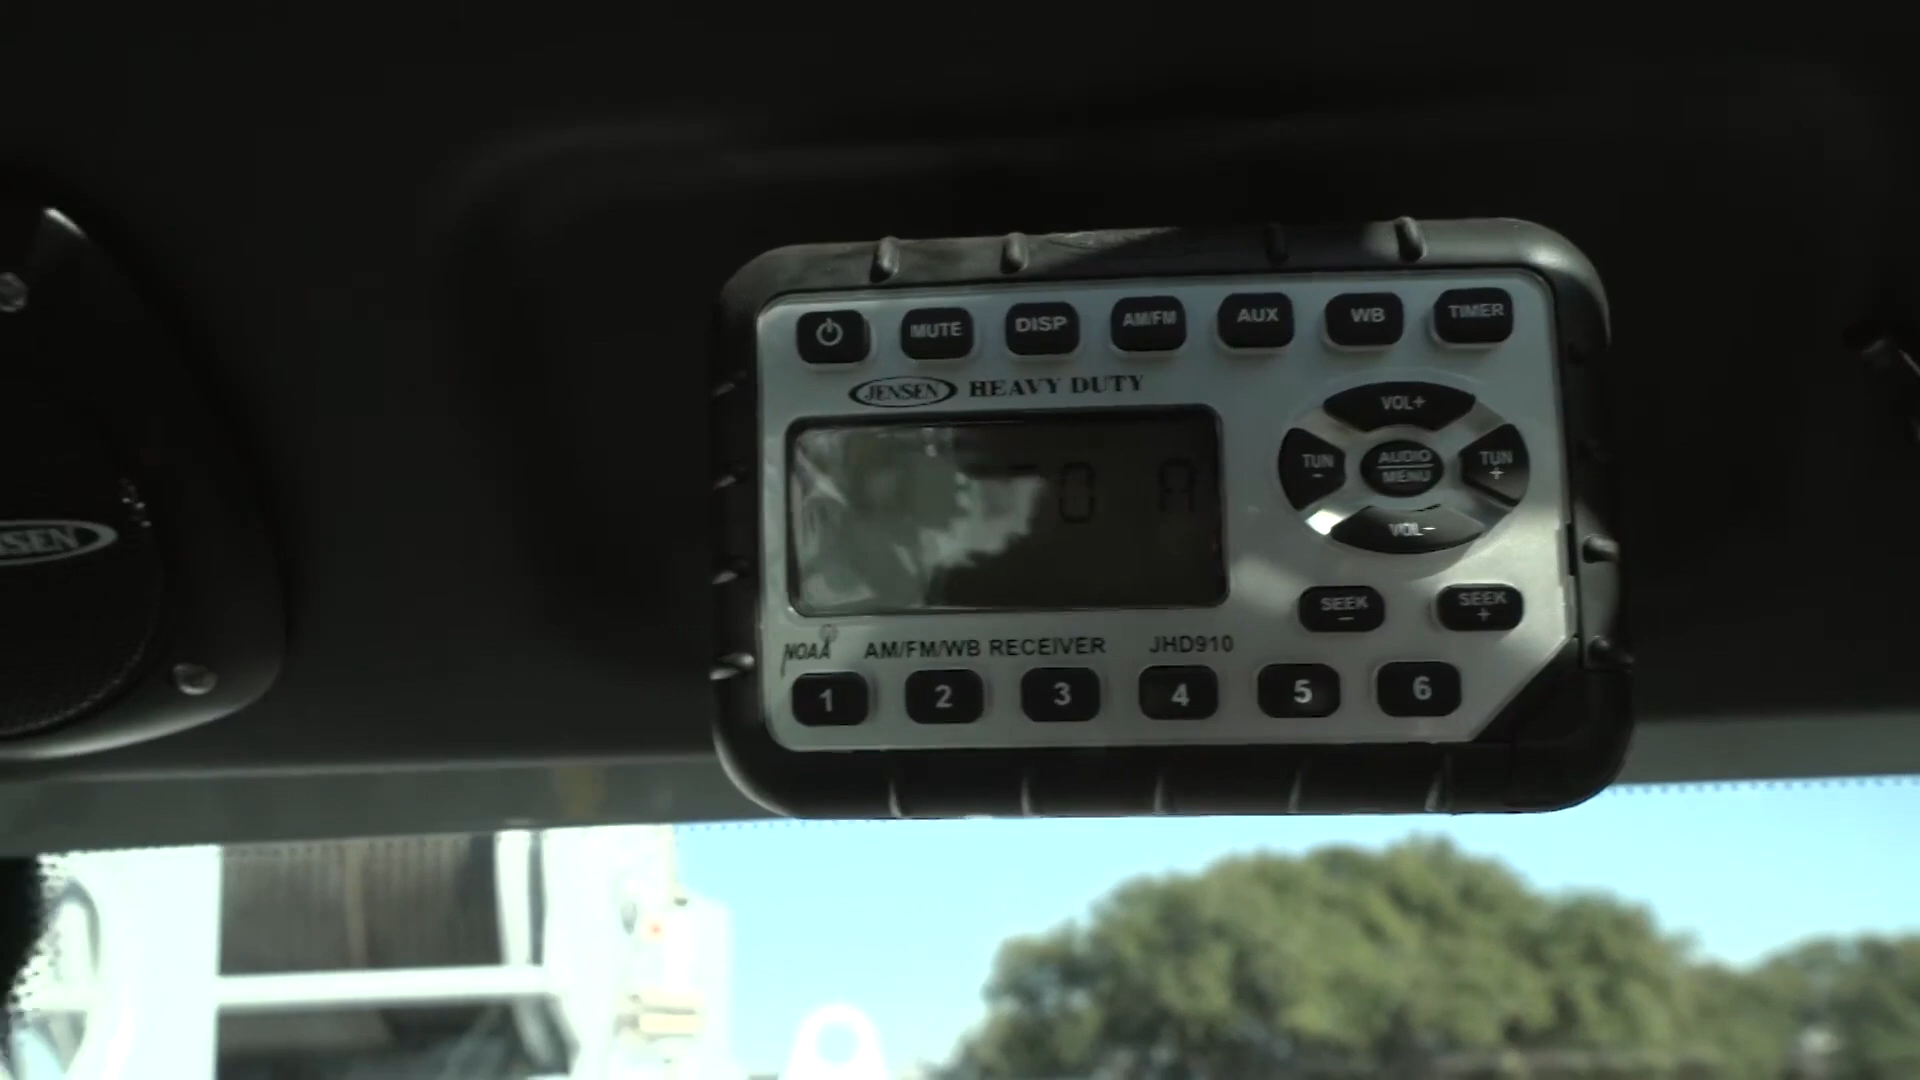 MUTE DISP AM/FM AUX WB TIMER
JENSEN HEAVY DUTY
VOL+
TUN - AUDIO MENU TUN +
VOL-
SEEK - SEEK +
NOAA AM/FM/WB RECEIVER JHD910
1 2 3 4 5 6